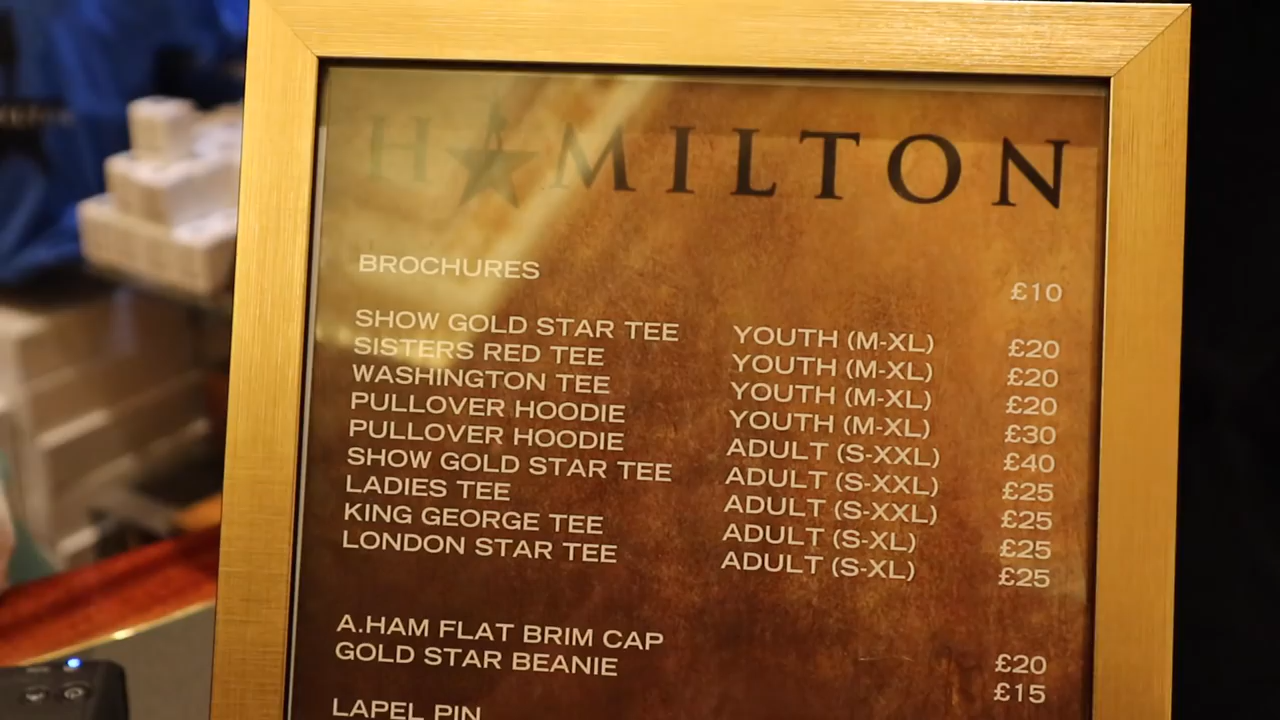 HAMILTON
BROCHURES £10
SHOW GOLD STAR TEE YOUTH (M-XL) £20
SISTERS RED TEE YOUTH (M-XL) £20
WASHINGTON TEE YOUTH (M-XL) £20
PULLOVER HOODIE YOUTH (M-XL) £30
PULLOVER HOODIE ADULT (S-XXL) £40
SHOW GOLD STAR TEE ADULT (S-XXL) £25
LADIES TEE ADULT (S-XXL) £25
KING GEORGE TEE ADULT (S-XL) £25
LONDON STAR TEE ADULT (S-XL) £25
A.HAM FLAT BRIM CAP £20
GOLD STAR BEANIE £15
LAPEL PIN